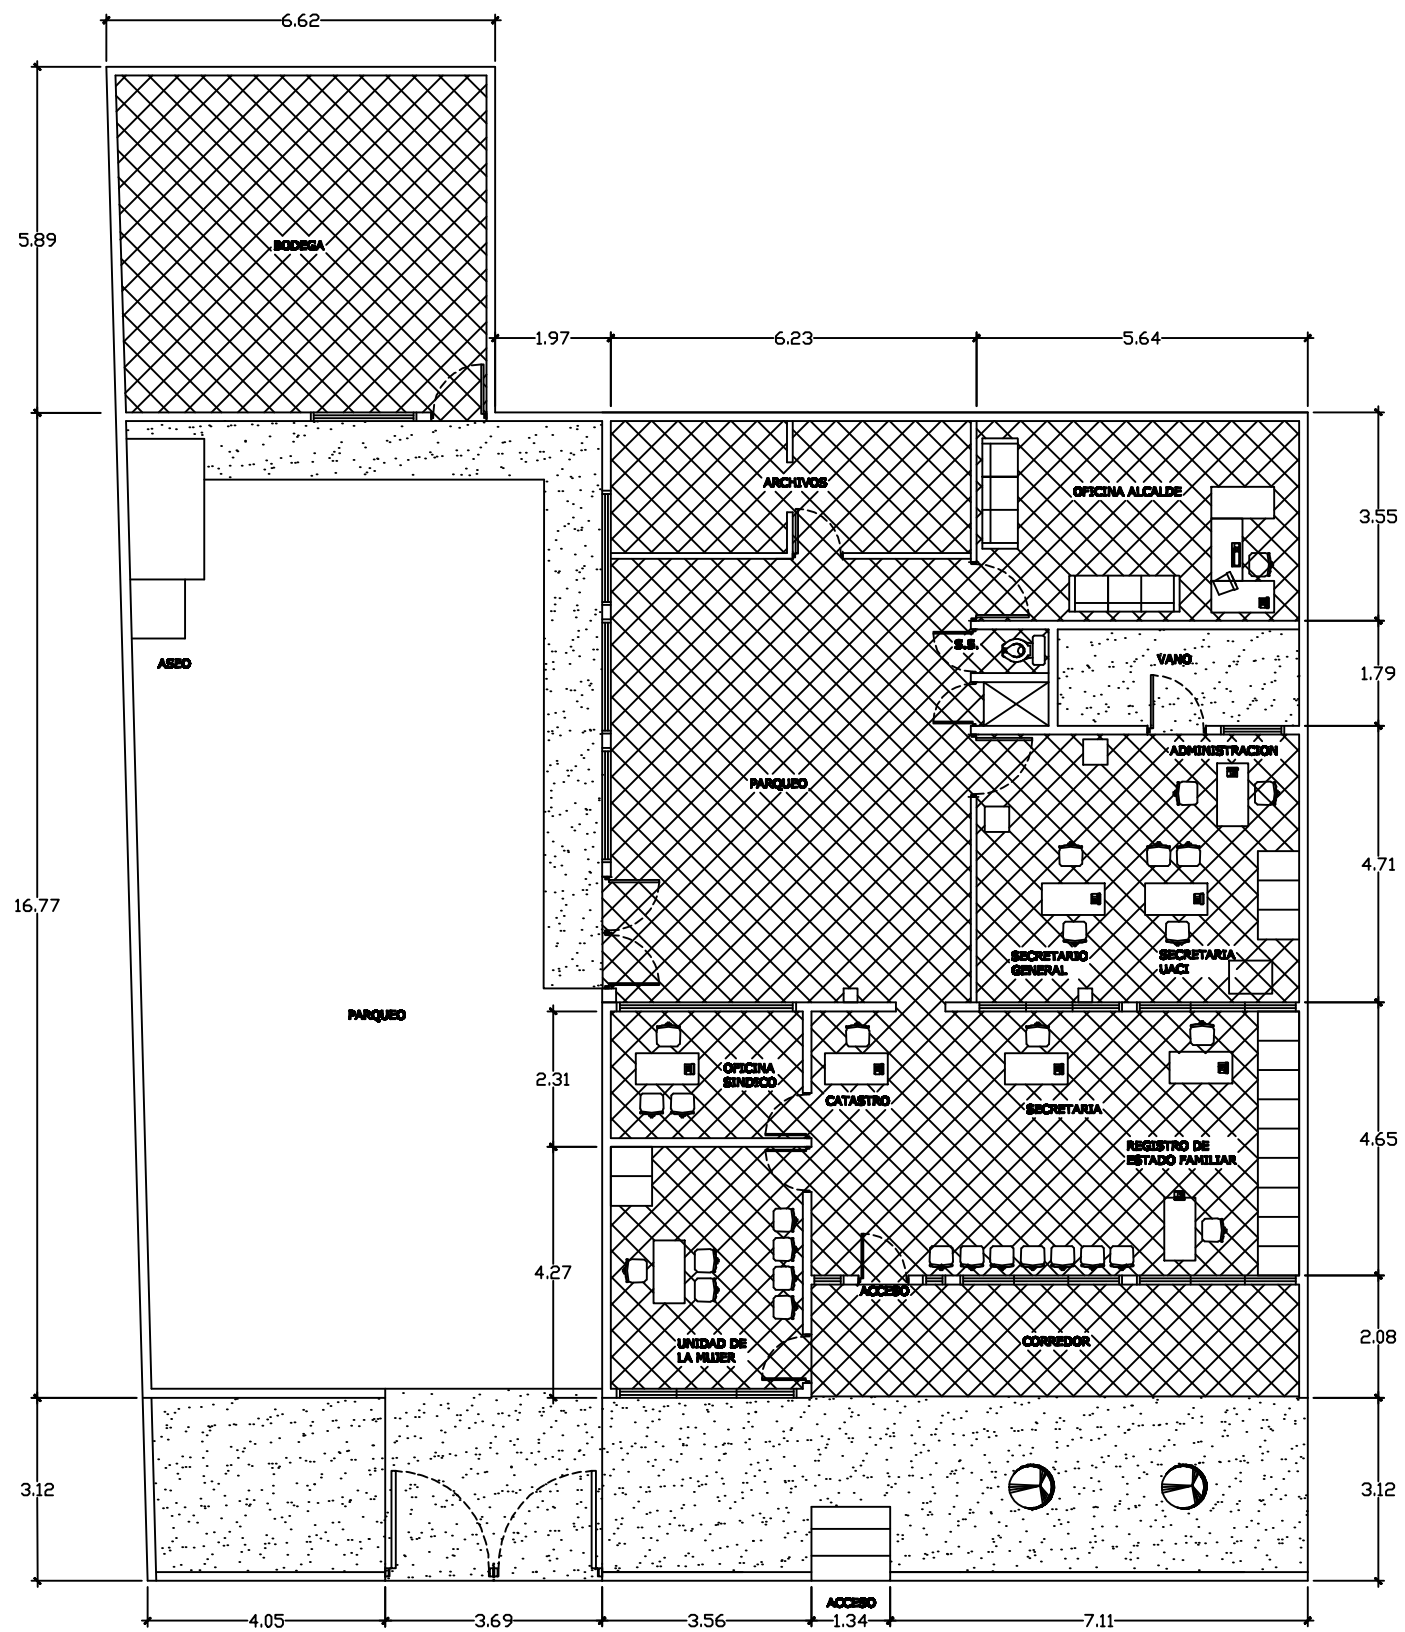 6.62
5.89
BODEGA
1.97
6.23
5.64
ARCHIVOS
OFICINA ALCALDE
3.55
S.S.
VANO
ASEO
1.79
ADMINISTRACION
PARQUEO
4.71
16.77
SECRETARIO
GENERAL
SECRETARIA
UACI
PARQUEO
2.31
OFICINA
SINDICO
CATASTRO
SECRETARIA
4.65
REGISTRO DE
ESTADO FAMILIAR
4.27
ACCESO
UNIDAD DE
LA MUJER
CORREDOR
2.08
3.12
3.12
ACCESO
4.05
3.69
3.56
1.34
7.11